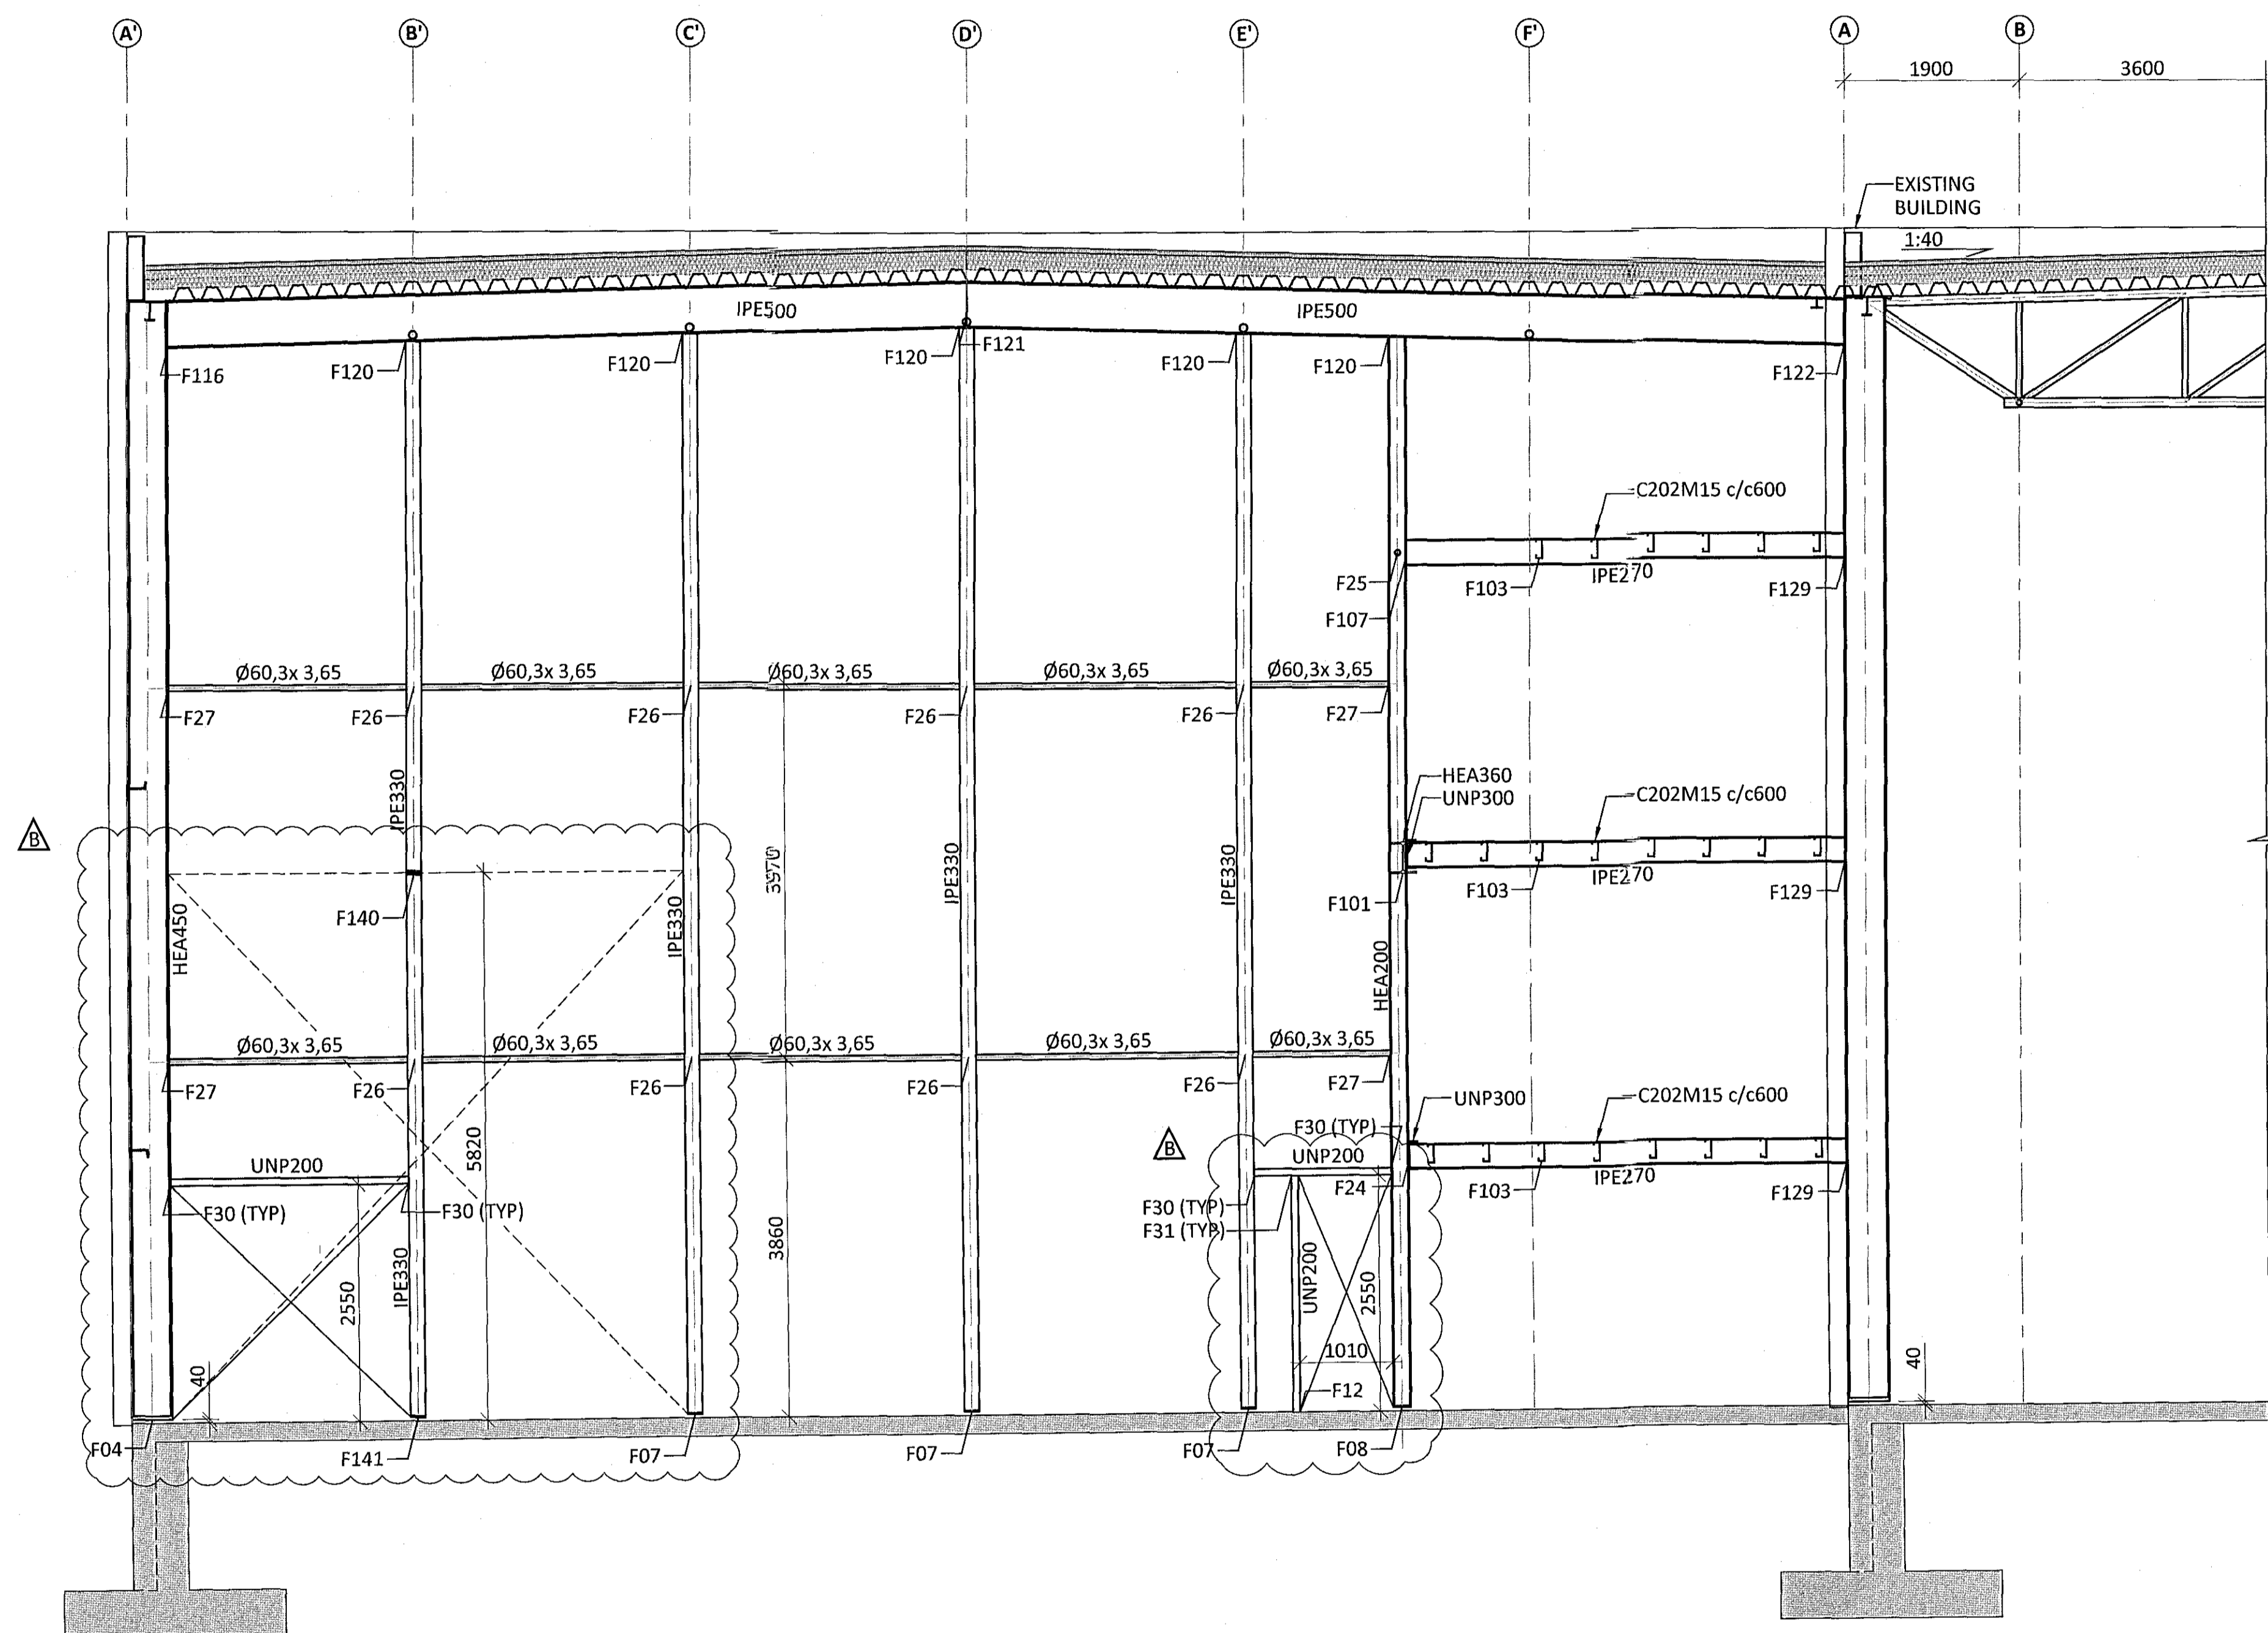 A' B' C' D' E' F' A B
1900 3600
EXISTING
BUILDING
1:40
IPE500 IPE500
F116 F120 F120 F120 F121 F120 F120 F122
C202M15 c/c600
F25 F103 IPE270 F129
F107
Ø60,3x 3,65 Ø60,3x 3,65 Ø60,3x 3,65 Ø60,3x 3,65 Ø60,3x 3,65
F27 F26 F26 F26 F26 F27
HEA360
UNP300
C202M15 c/c600
IPE330
B
3970
IPE330
IPE330
F103 IPE270 F129
F101
F140
HEA450
IPE330
HEA200
Ø60,3x 3,65 Ø60,3x 3,65 Ø60,3x 3,65 Ø60,3x 3,65 Ø60,3x 3,65
F27 F26 F26 F26 F26 F27
UNP300
C202M15 c/c600
B
F30 (TYP)
5820
UNP200
UNP200
F24 F103 IPE270 F129
F30 (TYP) F30 (TYP)
F30 (TYP)
F31 (TYP)
3860
IPE330
2550
UNP200
2550
1010
40
40
F12
F04 F141 F07 F07 F07 F08